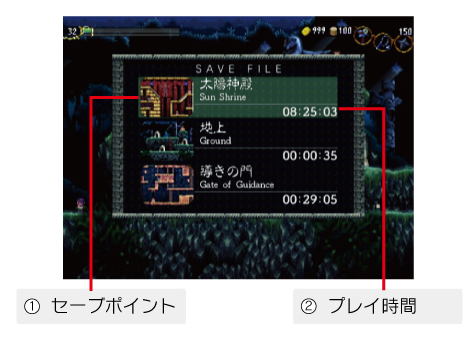 32
999 100 150
SAVE FILE
太陽神殿
Sun Shrine
08:25:03
地上
Ground
00:00:35
導きの門
Gate of Guidance
00:29:05
① セーブポイント
② プレイ時間